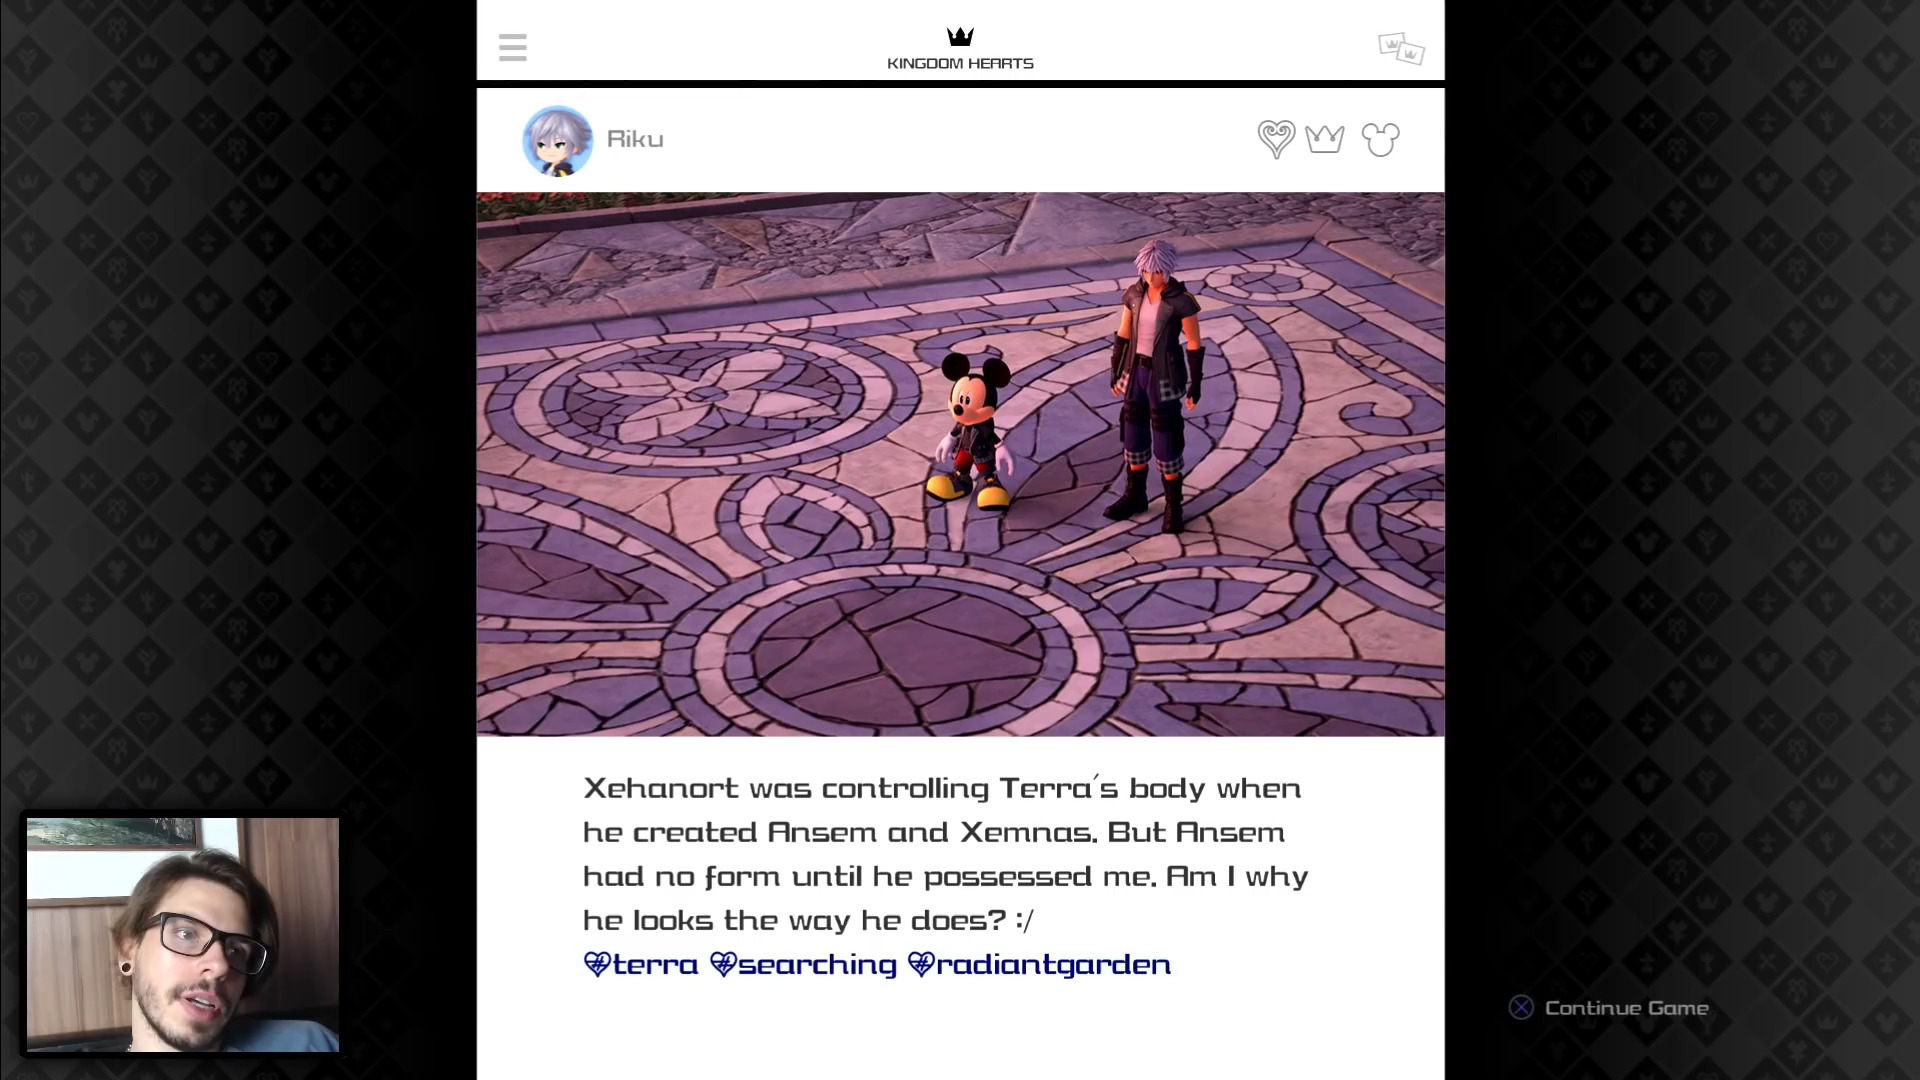 KINGDOM HEARTS
Riku
Xehanort was controlling Terra's body when
he created Ansem and Xemnas. But Ansem
had no form until he possessed me. Am I why
he looks the way he does? :/
#terra #searching #radiantgarden
Continue Game